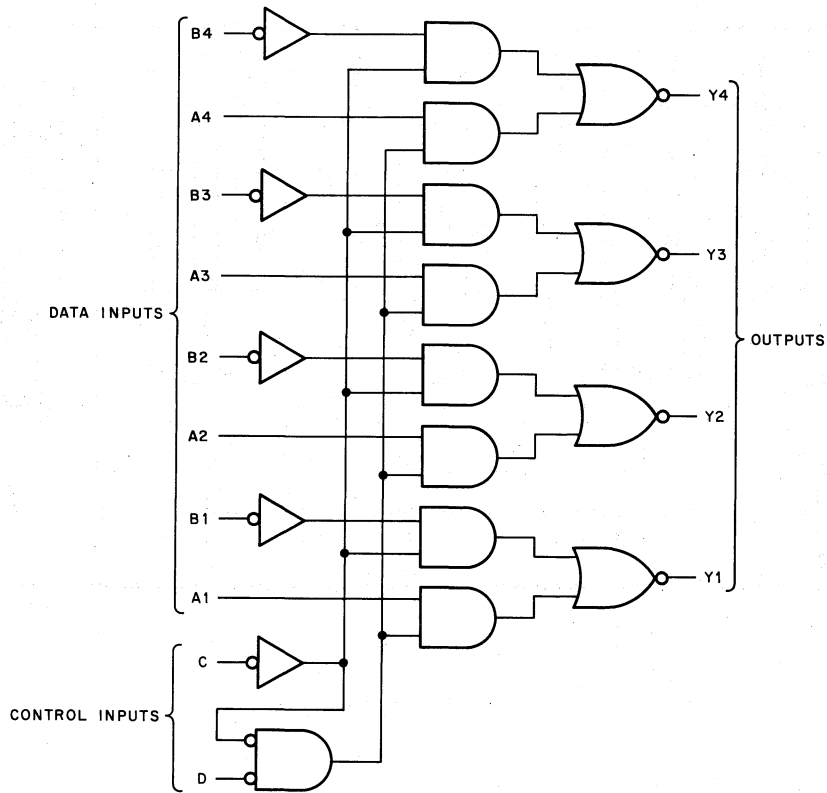 B4
Y4
A4
B3
Y3
A3
DATA INPUTS
OUTPUTS
B2
Y2
A2
B1
Y1
A1
C
CONTROL INPUTS
D